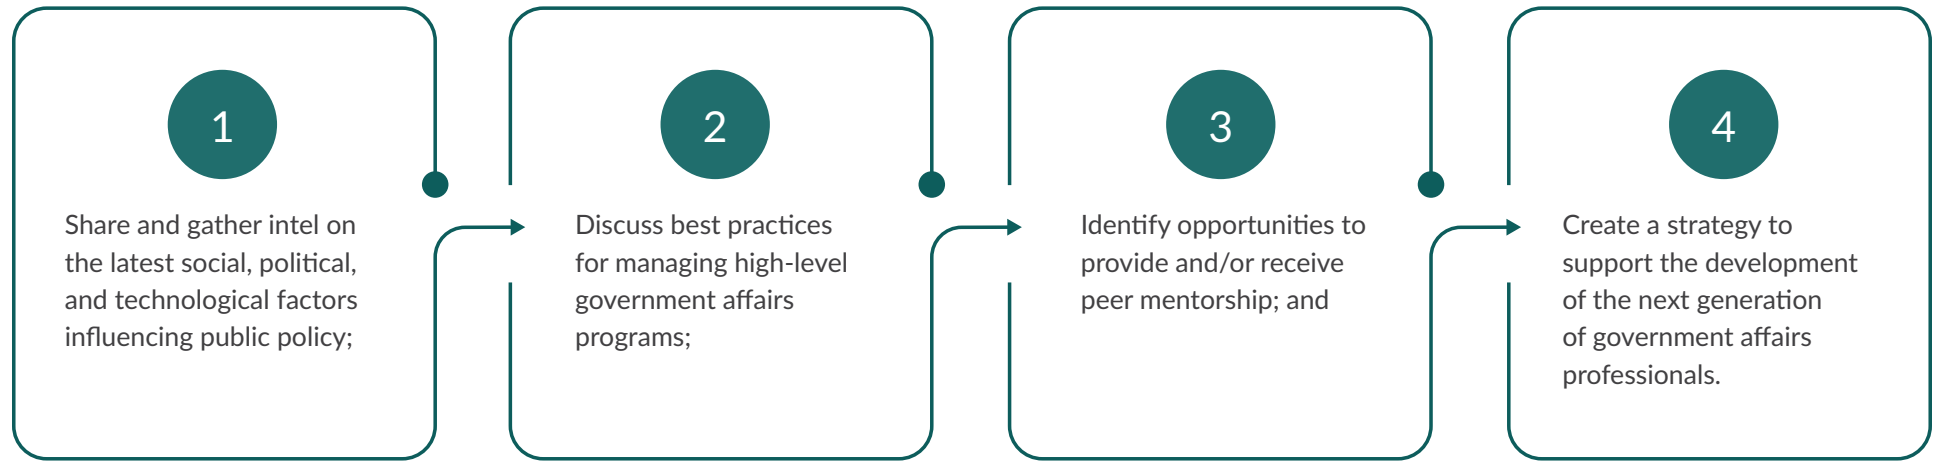 1
Share and gather intel on
the latest social, political,
and technological factors
influencing public policy;
2
Discuss best practices
for managing high-level
government affairs
programs;
3
Identify opportunities to
provide and/or receive
peer mentorship; and
4
Create a strategy to
support the development
of the next generation
of government affairs
professionals.